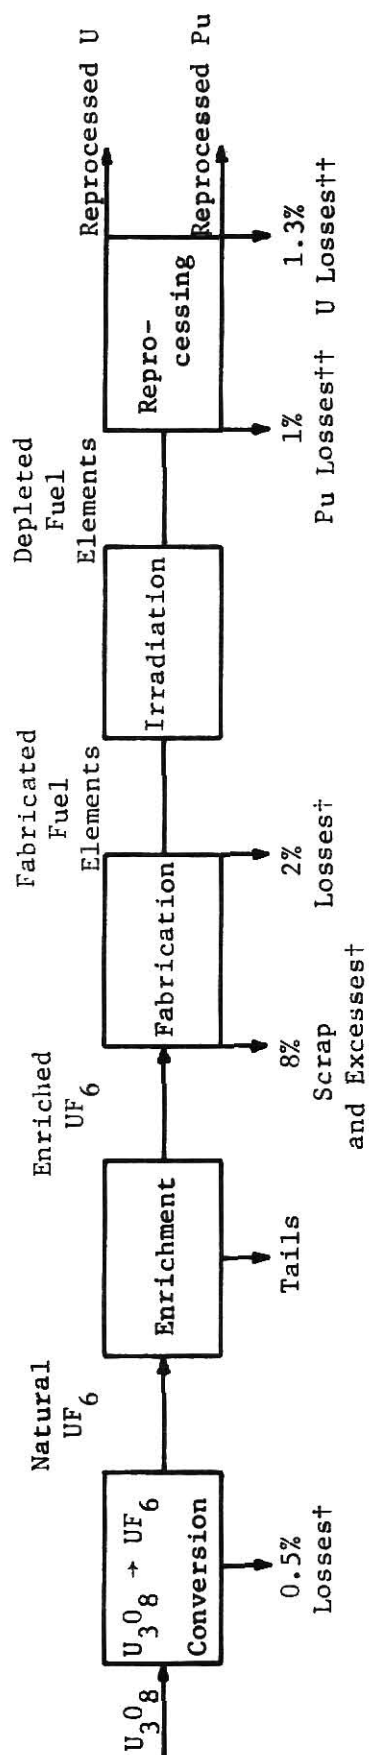 U3O8
U3O8 → UF6
Conversion
0.5%
Losses†
Natural
UF6
Enrichment
Tails
Enriched
UF6
Fabrication
8%
Scrap
and Excesses†
2%
Losses†
Fabricated
Fuel
Elements
Irradiation
Depleted
Fuel
Elements
Repro-
cessing
1%
Pu Losses††
1.3%
U Losses††
Reprocessed U
Reprocessed Pu